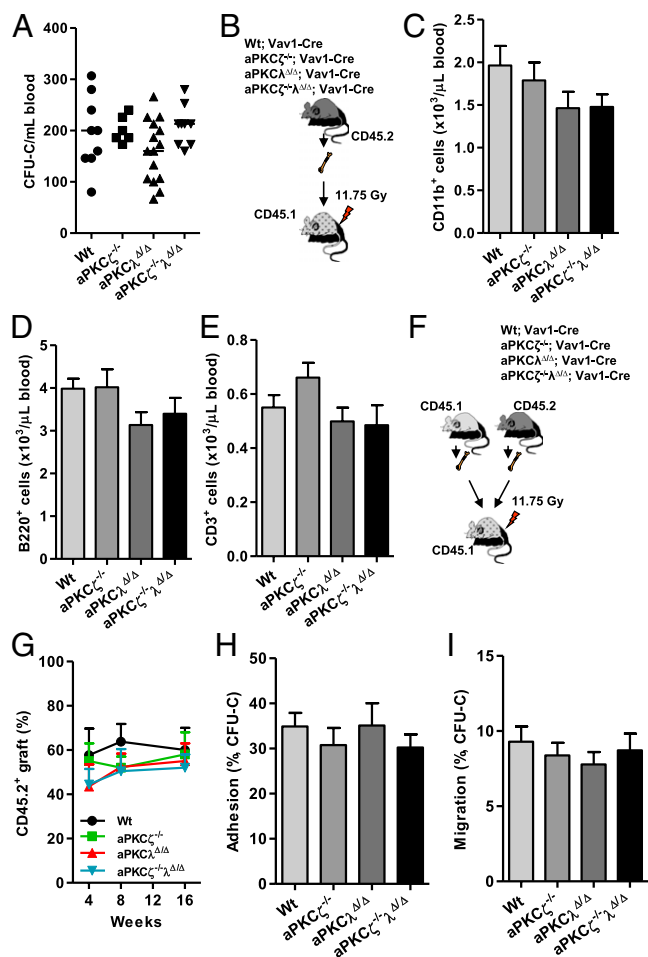 A
CFU-C/mL blood
400
300
200
100
0
Wt
aPKCζ-/-
aPKCλΔ/Δ
aPKCζ-/-λΔ/Δ
B
Wt; Vav1-Cre
aPKCζ-/-; Vav1-Cre
aPKCλΔ/Δ; Vav1-Cre
aPKCζ-/-λΔ/Δ; Vav1-Cre
CD45.2
11.75 Gy
CD45.1
C
CD11b+ cells (x10³/µL blood)
2.5
2.0
1.5
1.0
0.5
0.0
Wt
aPKCζ-/-
aPKCλΔ/Δ
aPKCζ-/-λΔ/Δ
D
B220+ cells (x10³/µL blood)
5
4
3
2
1
0
Wt
aPKCζ-/-
aPKCλΔ/Δ
aPKCζ-/-λΔ/Δ
E
CD3+ cells (x10³/µL blood)
0.8
0.6
0.4
0.2
0.0
Wt
aPKCζ-/-
aPKCλΔ/Δ
aPKCζ-/-λΔ/Δ
F
Wt; Vav1-Cre
aPKCζ-/-; Vav1-Cre
aPKCλΔ/Δ; Vav1-Cre
aPKCζ-/-λΔ/Δ; Vav1-Cre
CD45.1 CD45.2
11.75 Gy
CD45.1
G
CD45.2+ graft (%)
100
80
60
40
20
0
Wt
aPKCζ-/-
aPKCλΔ/Δ
aPKCζ-/-λΔ/Δ
4 8 12 16
Weeks
H
Adhesion (% CFU-C)
50
40
30
20
10
0
Wt
aPKCζ-/-
aPKCλΔ/Δ
aPKCζ-/-λΔ/Δ
I
Migration (% CFU-C)
15
10
5
0
Wt
aPKCζ-/-
aPKCλΔ/Δ
aPKCζ-/-λΔ/Δ